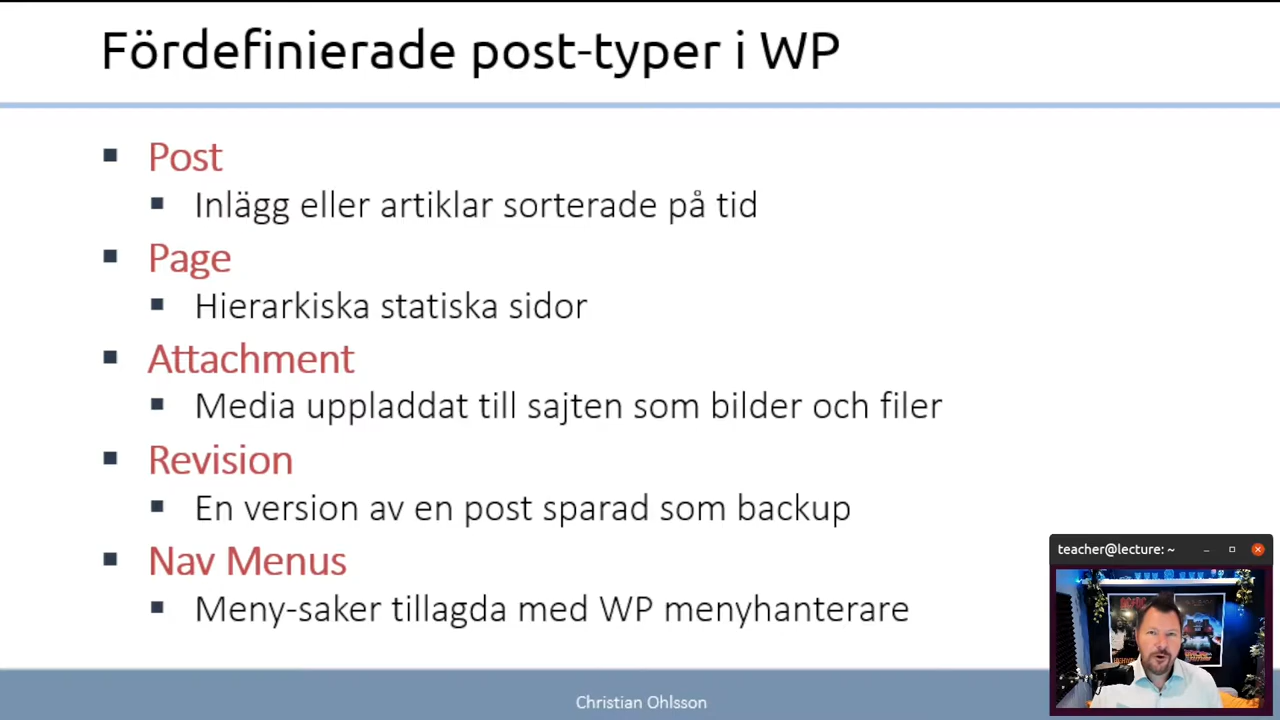 Fördefinierade post-typer i WP
Post
Inlägg eller artiklar sorterade på tid
Page
Hierarkiska statiska sidor
Attachment
Media uppladdat till sajten som bilder och filer
Revision
En version av en post sparad som backup
Nav Menus
Meny-saker tillagda med WP menyhanterare
teacher@lecture: ~
Christian Ohlsson